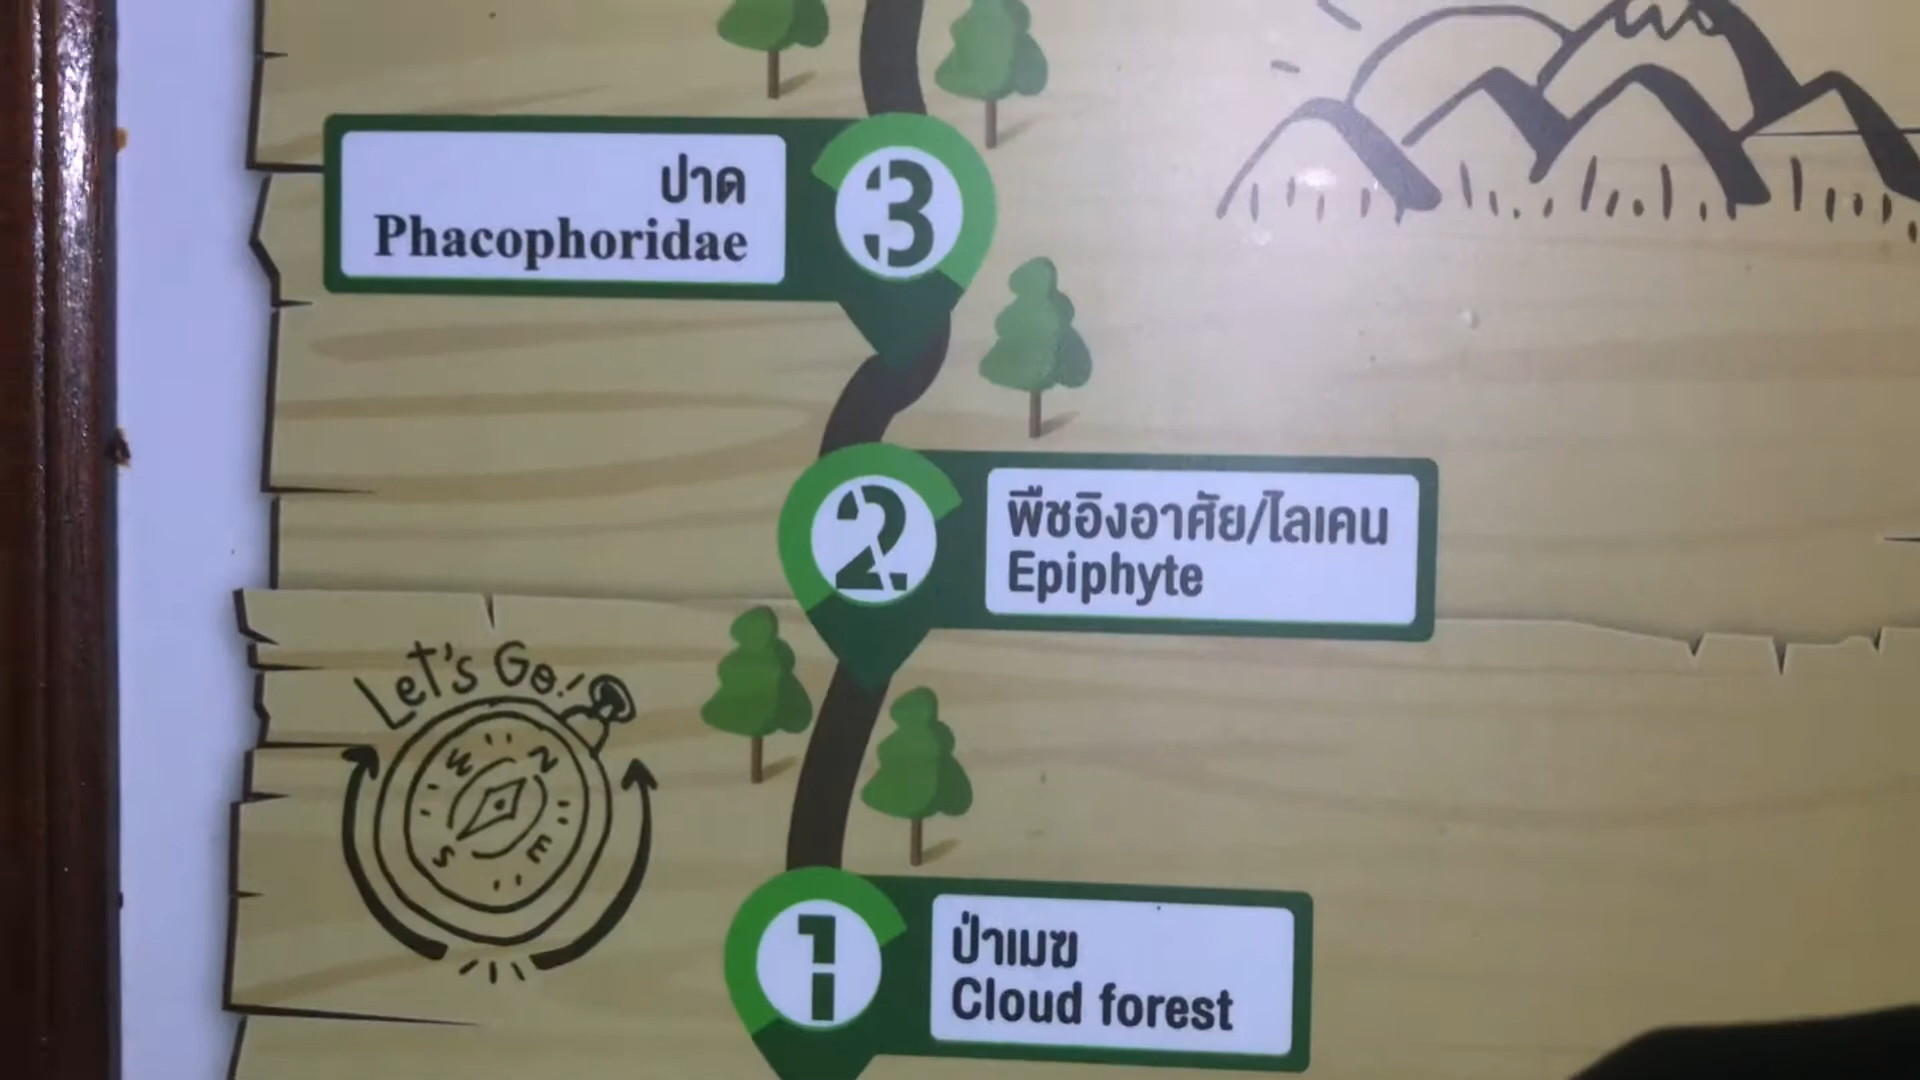 ปาด
Phacophoridae
3
2
พืชอิงอาศัย/ไลเคน
Epiphyte
Let's Go!
W N
S E
1
ป่าเมฆ
Cloud forest